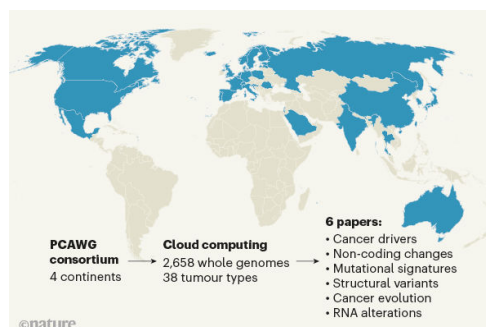 PCAWG
consortium
4 continents
Cloud computing
2,658 whole genomes
38 tumour types
6 papers:
• Cancer drivers
• Non-coding changes
• Mutational signatures
• Structural variants
• Cancer evolution
• RNA alterations
©nature